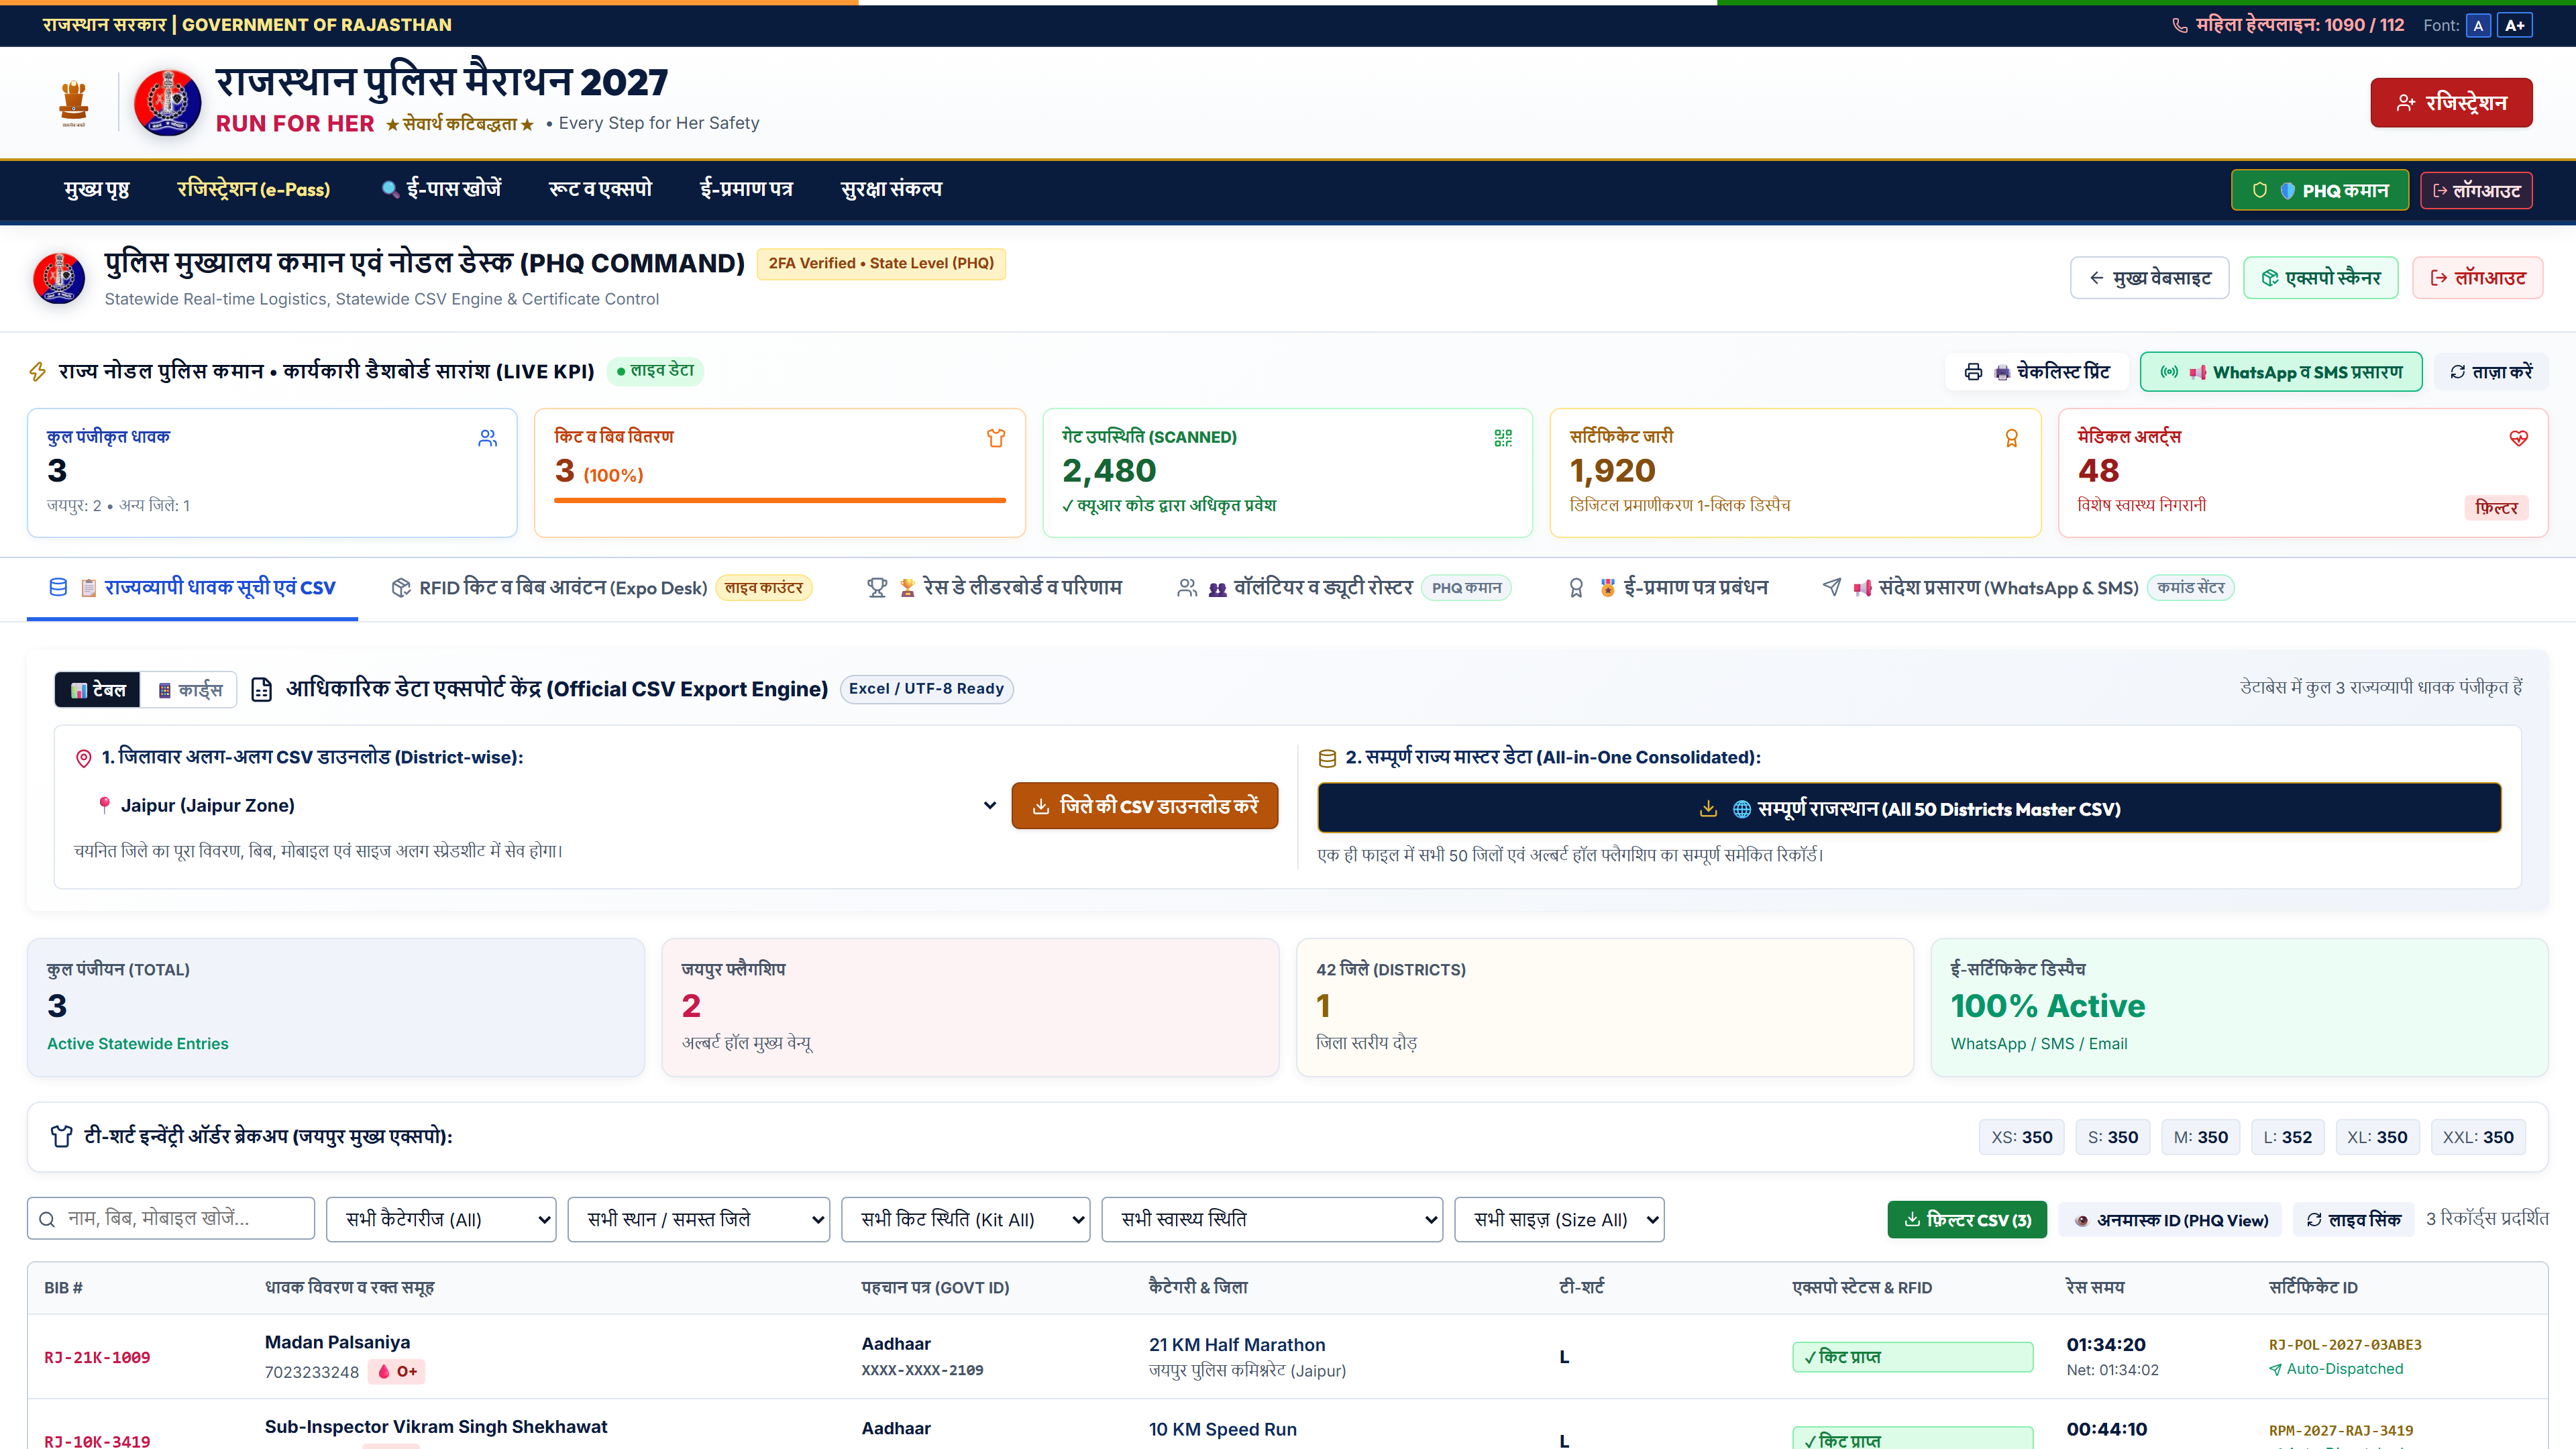 राजस्थान सरकार | GOVERNMENT OF RAJASTHAN
महिला हेल्पलाइन: 1090 / 112 Font: A A+
राजस्थान पुलिस मैराथन 2027
RUN FOR HER ★ सेवार्थ कटिबद्धता ★ • Every Step for Her Safety
रजिस्ट्रेशन
मुख्य पृष्ठ रजिस्ट्रेशन (e-Pass) ई-पास खोजें रूट व एक्सपो ई-प्रमाण पत्र सुरक्षा संकल्प
PHQ कमान लॉगआउट
पुलिस मुख्यालय कमान एवं नोडल डेस्क (PHQ COMMAND) 2FA Verified • State Level (PHQ)
Statewide Real-time Logistics, Statewide CSV Engine & Certificate Control
← मुख्य वेबसाइट एक्सपो स्कैनर लॉगआउट
राज्य नोडल पुलिस कमान • कार्यकारी डैशबोर्ड सारांश (LIVE KPI) ● लाइव डेटा
चेकलिस्ट प्रिंट WhatsApp व SMS प्रसारण ताज़ा करें
कुल पंजीकृत धावक
3
जयपुर: 2 • अन्य जिले: 1
किट व बिब वितरण
3 (100%)
गेट उपस्थिति (SCANNED)
2,480
✓ क्यूआर कोड द्वारा अधिकृत प्रवेश
सर्टिफिकेट जारी
1,920
डिजिटल प्रमाणीकरण 1-क्लिक डिस्पैच
मेडिकल अलर्ट्स
48
विशेष स्वास्थ्य निगरानी फ़िल्टर
राज्यव्यापी धावक सूची एवं CSV RFID किट व बिब आवंटन (Expo Desk) लाइव काउंटर रेस डे लीडरबोर्ड व परिणाम वॉलंटियर व ड्यूटी रोस्टर PHQ कमान ई-प्रमाण पत्र प्रबंधन संदेश प्रसारण (WhatsApp & SMS) कमांड सेंटर
टेबल कार्ड्स आधिकारिक डेटा एक्सपोर्ट केंद्र (Official CSV Export Engine) Excel / UTF-8 Ready
डेटाबेस में कुल 3 राज्यव्यापी धावक पंजीकृत हैं
1. जिलावार अलग-अलग CSV डाउनलोड (District-wise):
Jaipur (Jaipur Zone) जिले की CSV डाउनलोड करें
चयनित जिले का पूरा विवरण, बिब, मोबाइल एवं साइज अलग स्प्रेडशीट में सेव होगा।
2. सम्पूर्ण राज्य मास्टर डेटा (All-in-One Consolidated):
सम्पूर्ण राजस्थान (All 50 Districts Master CSV)
एक ही फाइल में सभी 50 जिलों एवं अल्बर्ट हॉल फ्लैगशिप का सम्पूर्ण समेकित रिकॉर्ड।
कुल पंजीयन (TOTAL)
3
Active Statewide Entries
जयपुर फ्लैगशिप
2
अल्बर्ट हॉल मुख्य वेन्यू
42 जिले (DISTRICTS)
1
जिला स्तरीय दौड़
ई-सर्टिफिकेट डिस्पैच
100% Active
WhatsApp / SMS / Email
टी-शर्ट इन्वेंट्री ऑर्डर ब्रेकअप (जयपुर मुख्य एक्सपो):
XS: 350 S: 350 M: 350 L: 352 XL: 350 XXL: 350
नाम, बिब, मोबाइल खोजें... सभी कैटेगरीज (All) सभी स्थान / समस्त जिले सभी किट स्थिति (Kit All) सभी स्वास्थ्य स्थिति सभी साइज़ (Size All)
फ़िल्टर CSV (3) अनमास्क ID (PHQ View) लाइव सिंक 3 रिकॉर्ड्स प्रदर्शित
BIB # धावक विवरण व रक्त समूह पहचान पत्र (GOVT ID) कैटेगरी & जिला टी-शर्ट एक्सपो स्टेटस & RFID रेस समय सर्टिफिकेट ID
RJ-21K-1009
Madan Palsaniya
7023233248 O+
Aadhaar
XXXX-XXXX-2109
21 KM Half Marathon
जयपुर पुलिस कमिश्नरेट (Jaipur)
L
✓ किट प्राप्त
01:34:20
Net: 01:34:02
RJ-POL-2027-03ABE3
Auto-Dispatched
RJ-10K-3419
Sub-Inspector Vikram Singh Shekhawat
Aadhaar
10 KM Speed Run
L
✓ किट प्राप्त
00:44:10
RPM-2027-RAJ-3419